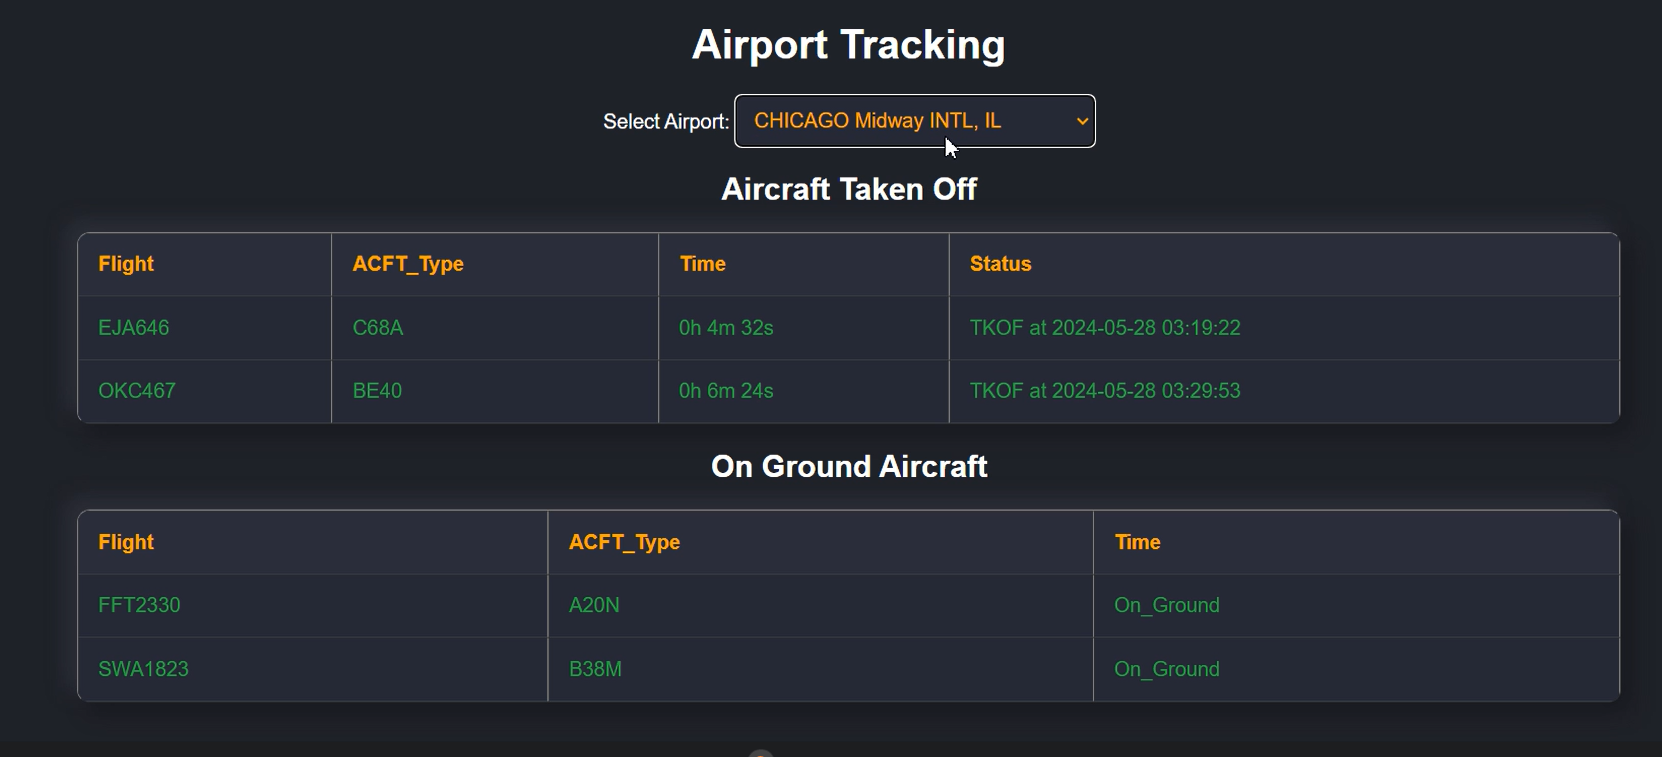 Airport Tracking
Select Airport: CHICAGO Midway INTL, IL
Aircraft Taken Off
Flight ACFT_Type Time Status
EJA646 C68A 0h 4m 32s TKOF at 2024-05-28 03:19:22
OKC467 BE40 0h 6m 24s TKOF at 2024-05-28 03:29:53
On Ground Aircraft
Flight ACFT_Type Time
FFT2330 A20N On_Ground
SWA1823 B38M On_Ground